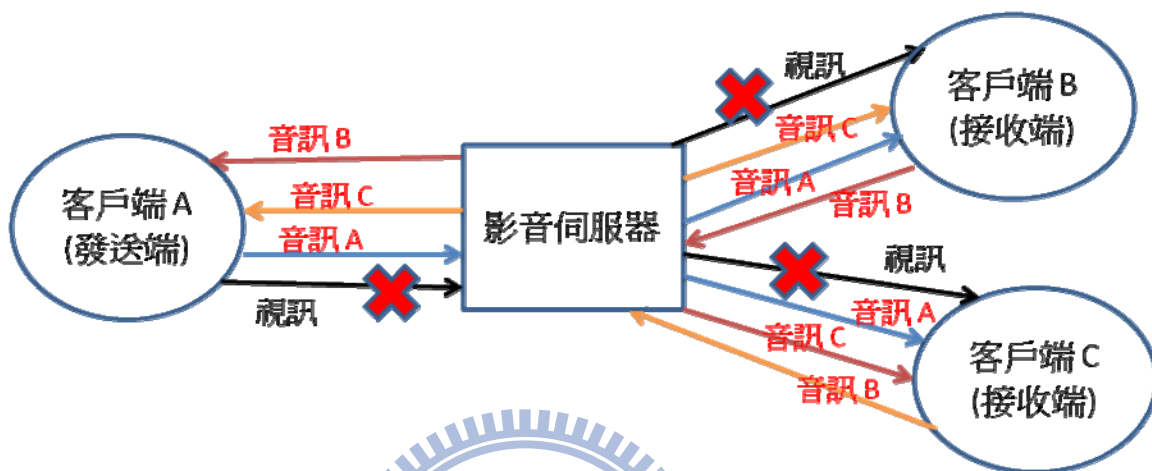 音訊 B
音訊 C
音訊 A
視訊
客戶端 A
(發送端)
影音伺服器
視訊
音訊 C
音訊 A
音訊 B
客戶端 B
(接收端)
視訊
音訊 A
音訊 C
音訊 B
客戶端 C
(接收端)